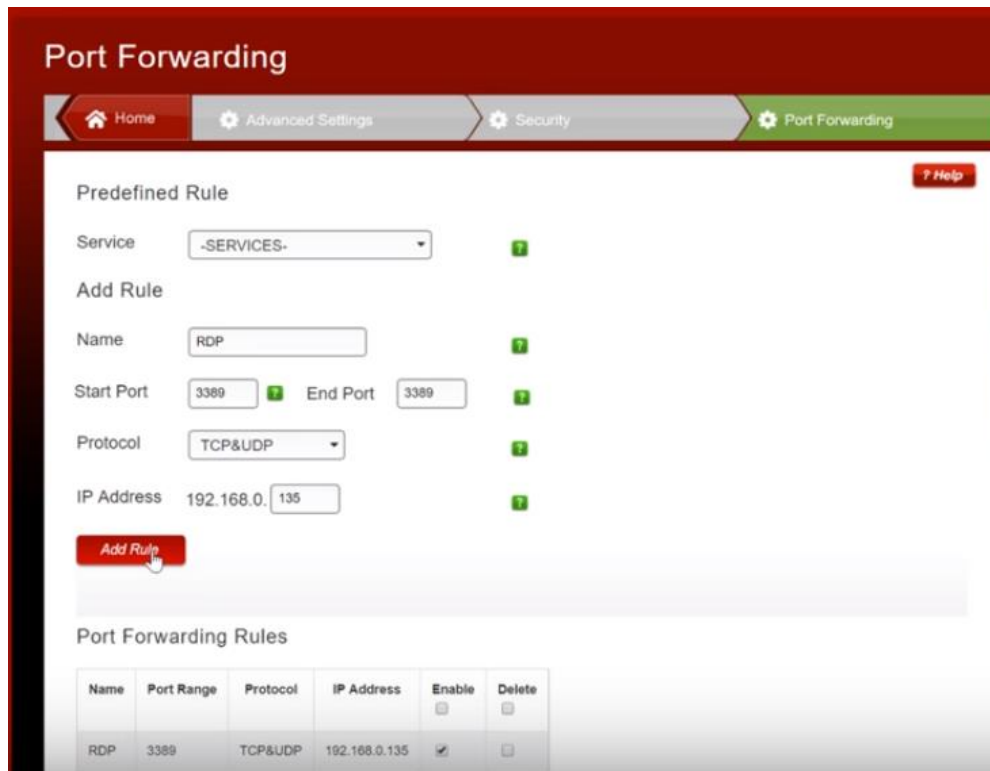 Port Forwarding
Home Advanced Settings Security Port Forwarding
? Help
Predefined Rule
Service -SERVICES- ?
Add Rule
Name RDP ?
Start Port 3389 ? End Port 3389 ?
Protocol TCP&UDP ?
IP Address 192.168.0. 135 ?
Add Rule
Port Forwarding Rules
Name Port Range Protocol IP Address Enable Delete
RDP 3389 TCP&UDP 192.168.0.135